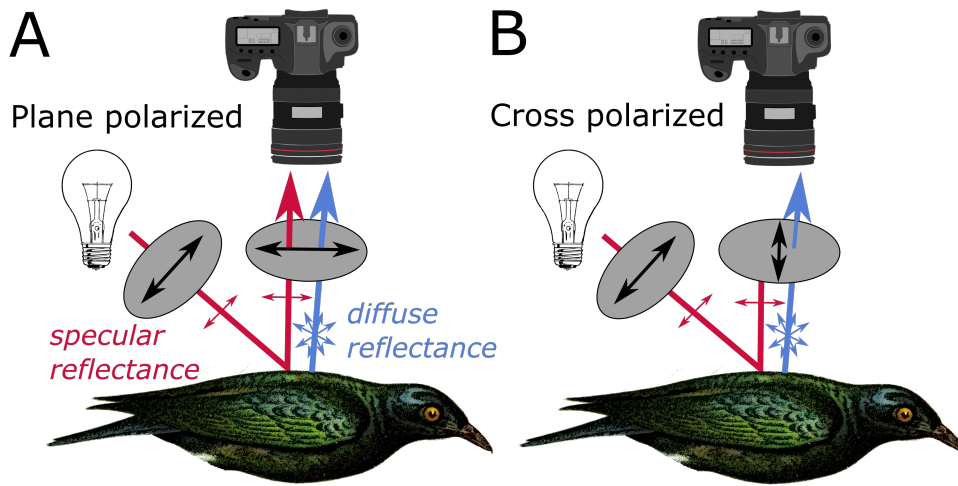 A
Plane polarized
specular
reflectance
diffuse
reflectance
B
Cross polarized